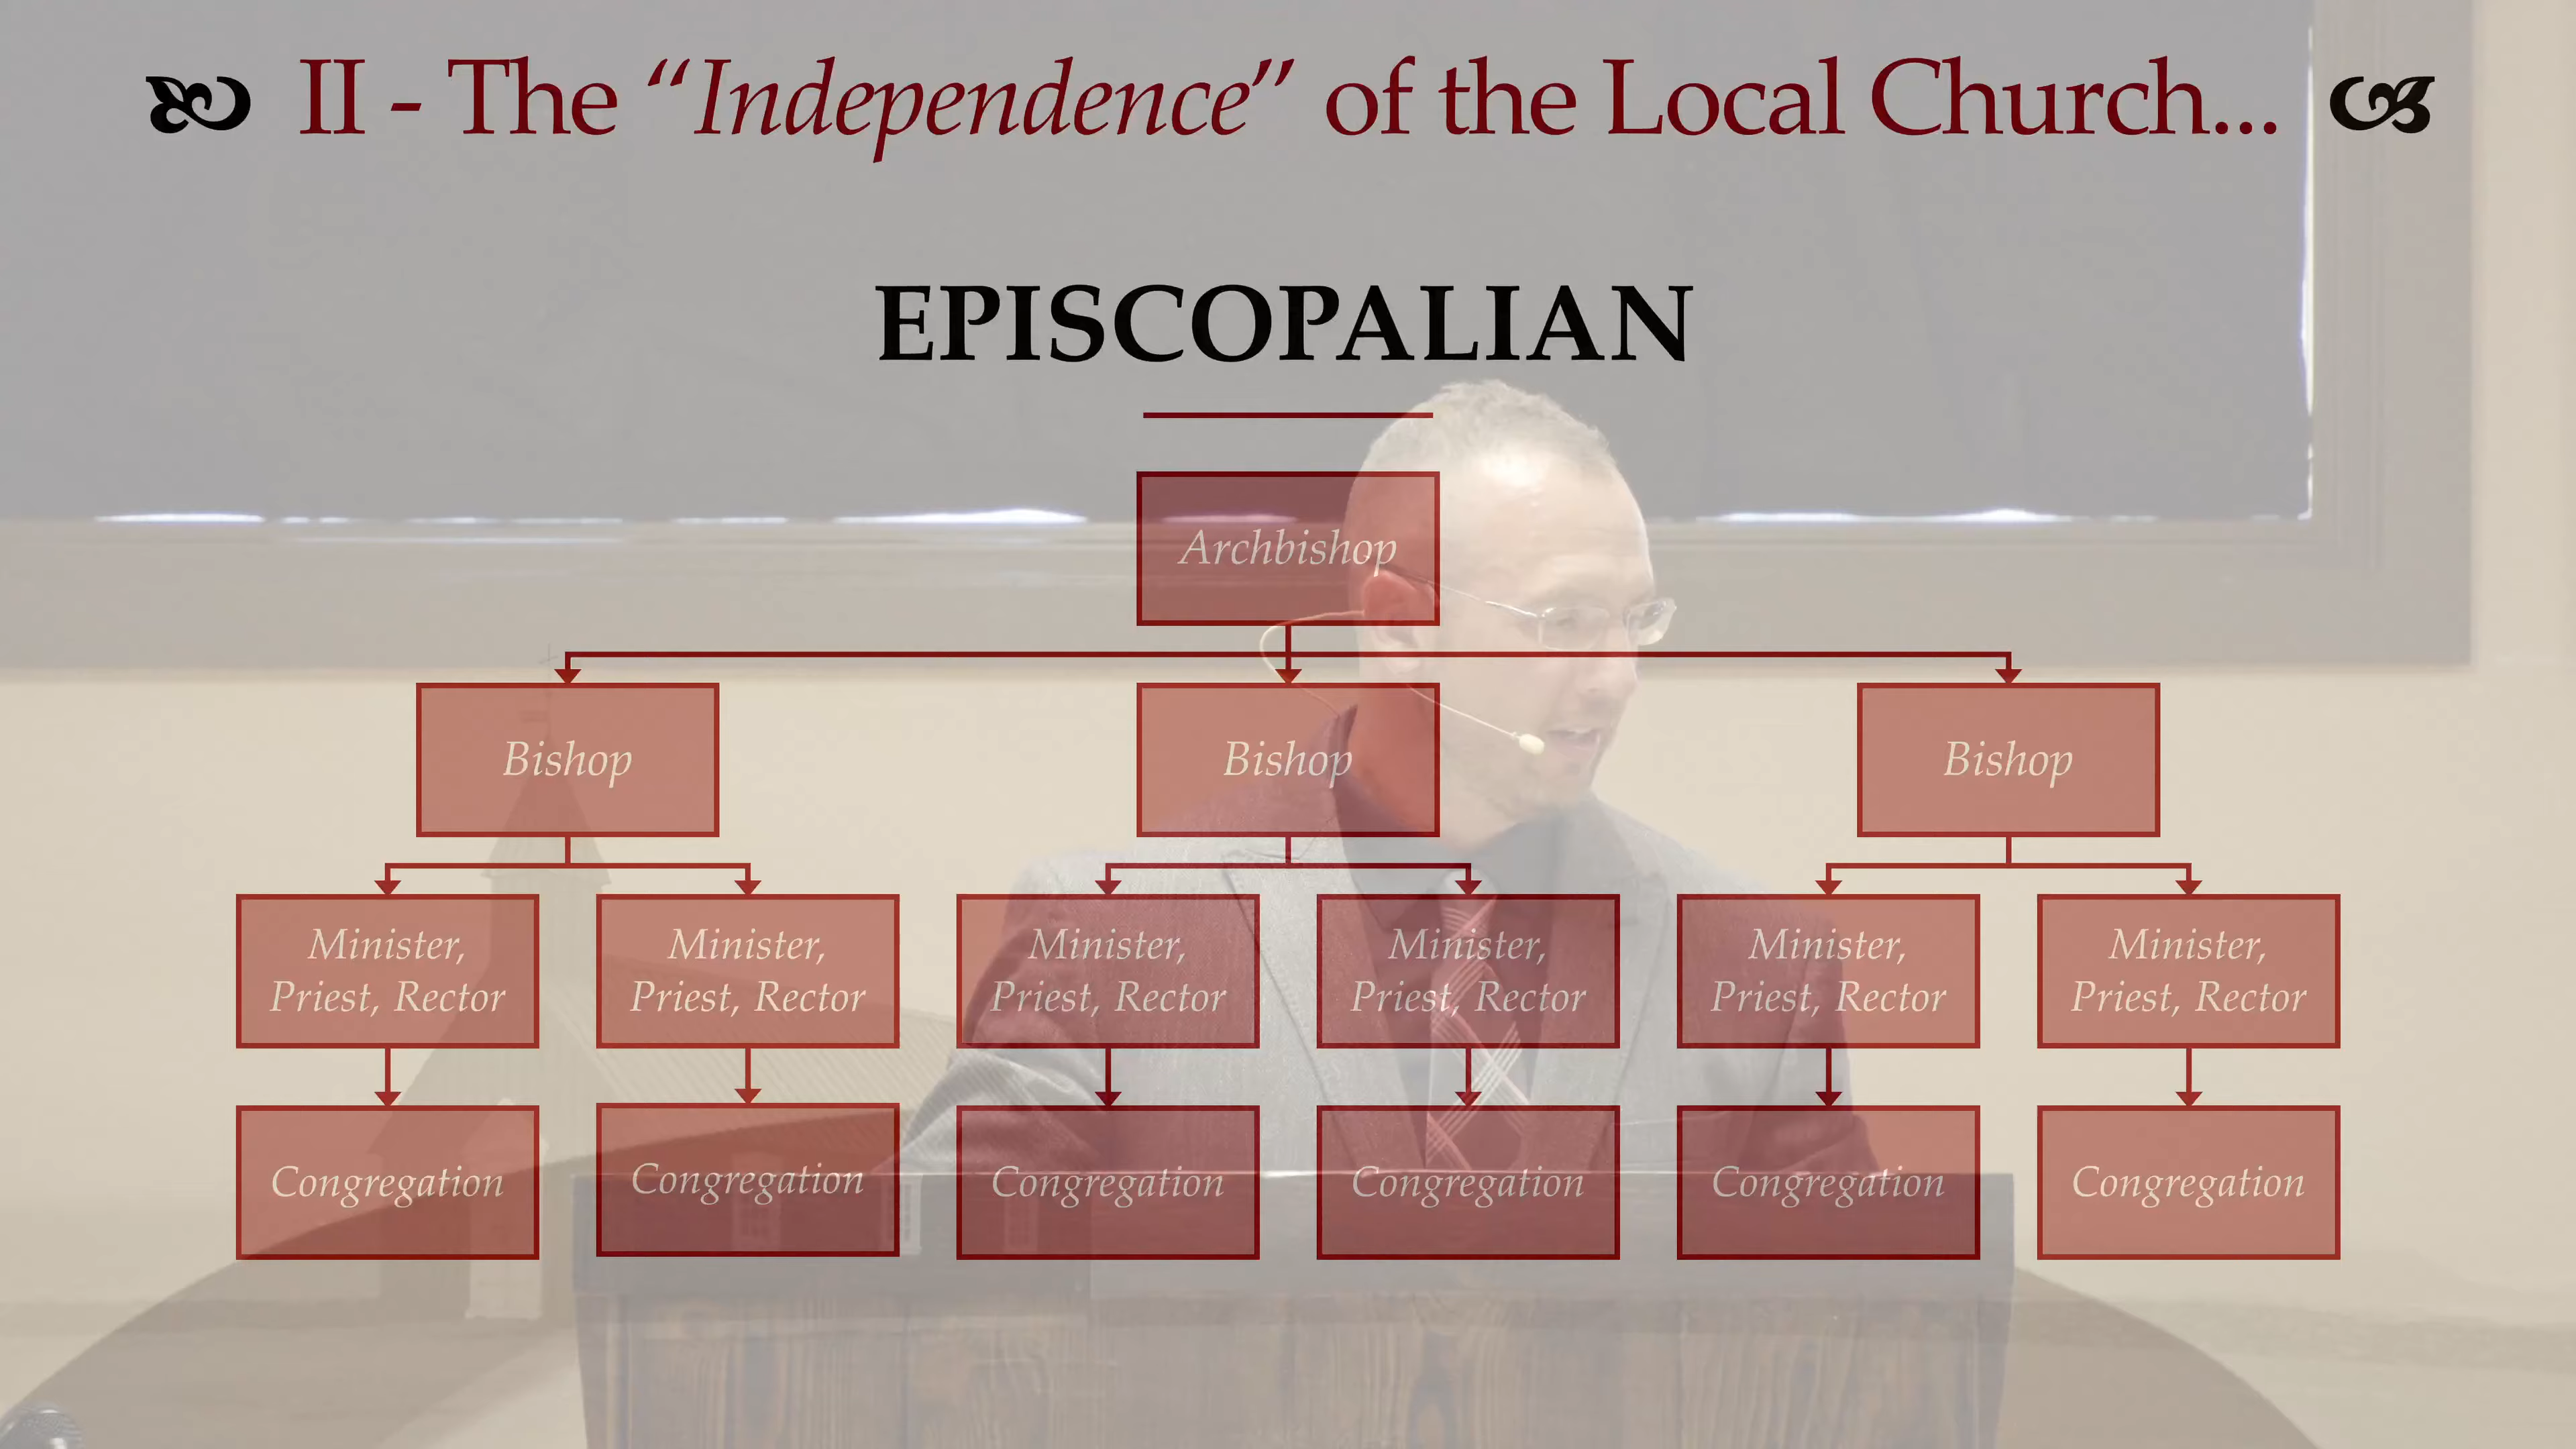 II - The “Independence” of the Local Church...
EPISCOPALIAN
Archbishop
Bishop
Bishop
Bishop
Minister,
Priest, Rector
Minister,
Priest, Rector
Minister,
Priest, Rector
Minister,
Priest, Rector
Minister,
Priest, Rector
Minister,
Priest, Rector
Congregation
Congregation
Congregation
Congregation
Congregation
Congregation